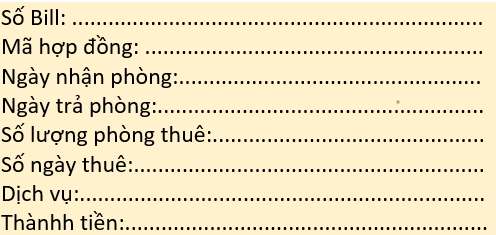 Số Bill: ......................................................................
Mã hợp đồng: .........................................................
Ngày nhận phòng:...................................................
Ngày trả phòng:.......................................................
Số lượng phòng thuê:..............................................
Số ngày thuê:...........................................................
Dịch vụ:....................................................................
Thànhh tiền:.............................................................